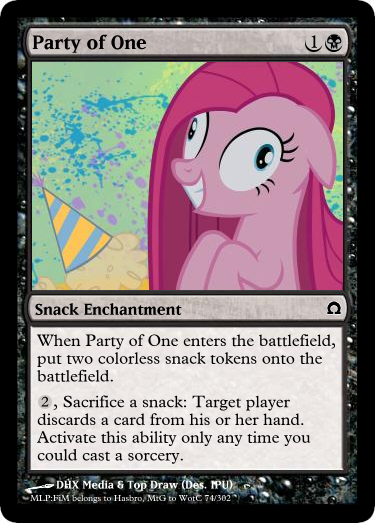 Party of One 1
Snack Enchantment Ω
When Party of One enters the battlefield,
put two colorless snack tokens onto the
battlefield.
2, Sacrifice a snack: Target player
discards a card from his or her hand.
Activate this ability only any time you
could cast a sorcery.
DHX Media & Top Draw (Des. IPU)
MLP:FiM belongs to Hasbro, MtG to WotC 74/302